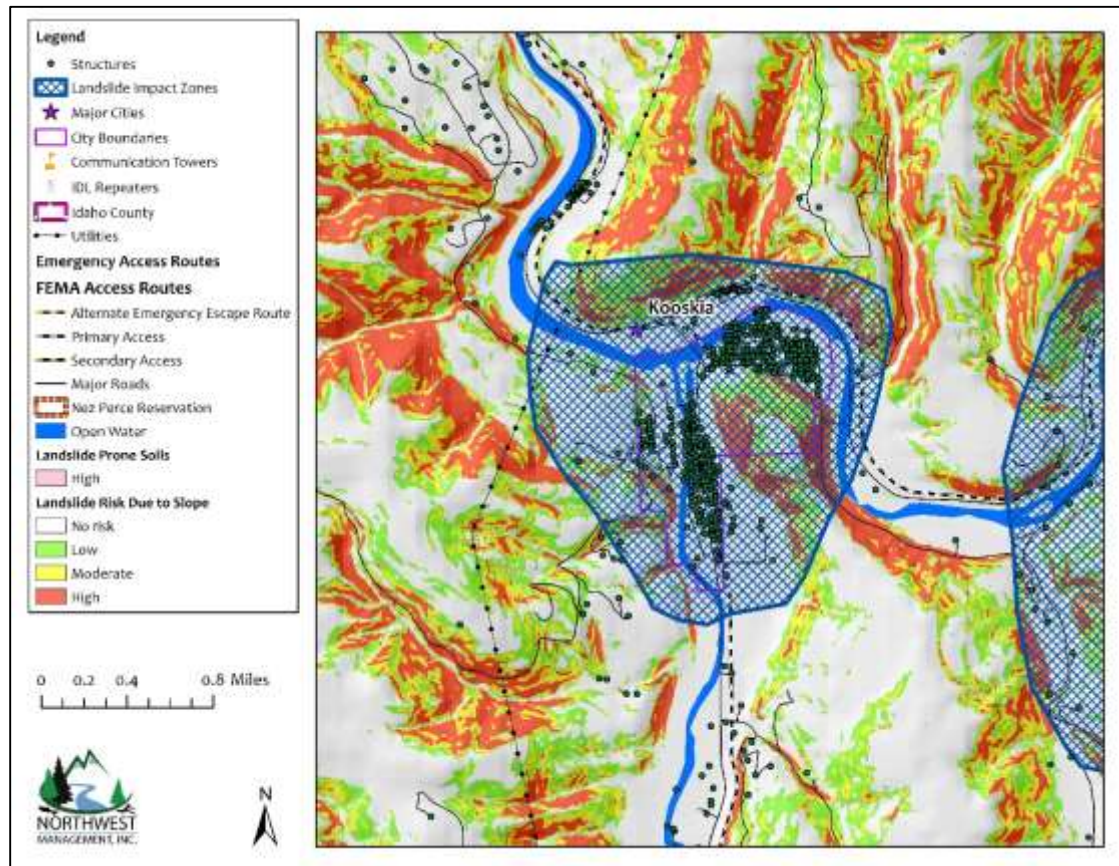 Legend
Structures
Landslide Impact Zones
Major Cities
City Boundaries
Communication Towers
IDL Repeaters
Idaho County
Utilities
Emergency Access Routes
FEMA Access Routes
Alternate Emergency Escape Route
Primary Access
Secondary Access
Major Roads
Nez Perce Reservation
Open Water
Landslide Prone Soils
High
Landslide Risk Due to Slope
No risk
Low
Moderate
High
0 0.2 0.4 0.8 Miles
NORTHWEST
MANAGEMENT, INC.
N
Kooskia